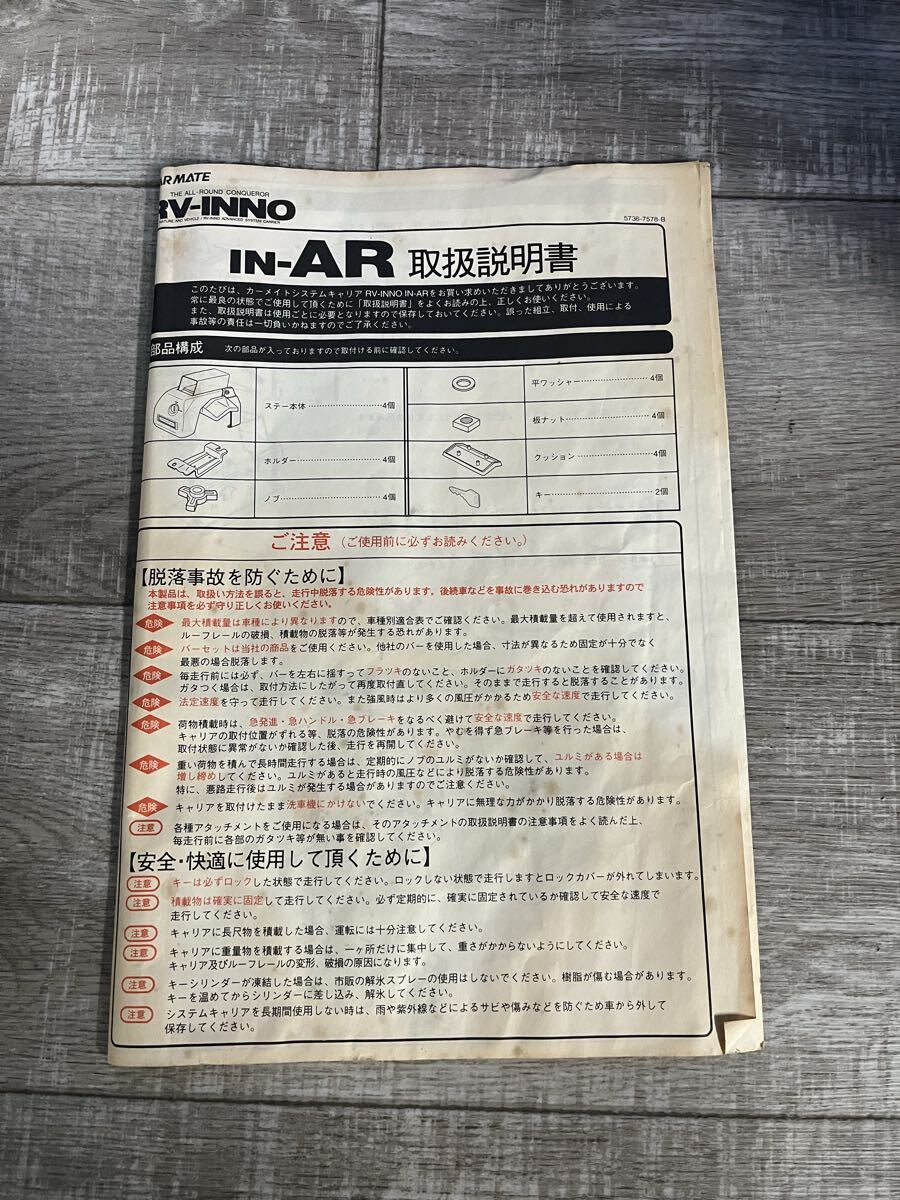 AR MATE
THE ALL-ROUND CONQUEROR
RV-INNO
NATURE AND VEHICLE / RV-INNO ADVANCED SYSTEM CARRIER
5736-7578-B
IN-AR 取扱説明書
このたびは、カーメイトシステムキャリア RV-INNO IN-ARをお買い求めいただきましてありがとうございます。
常に最良の状態でご使用して頂くために「取扱説明書」をよくお読みの上、正しくお使いください。
また、取扱説明書は使用ごとに必要となりますので保存しておいてください。誤った組立、取付、使用による
事故等の責任は一切負いかねますのでご了承ください。
部品構成 次の部品が入っておりますので取付ける前に確認してください。
ステー本体……………………4個
ホルダー………………………4個
ノブ……………………………4個
平ワッシャー…………………4個
板ナット………………………4個
クッション……………………4個
キー……………………………2個
ご注意（ご使用前に必ずお読みください。）
【脱落事故を防ぐために】
本製品は、取扱い方法を誤ると、走行中脱落する危険性があります。後続車などを事故に巻き込む恐れがありますので
注意事項を必ず守り正しくお使いください。
危険 最大積載量は車種により異なりますので、車種別適合表でご確認ください。最大積載量を超えて使用されますと、
ルーフレールの破損、積載物の脱落等が発生する恐れがあります。
危険 バーセットは当社の商品をご使用ください。他社のバーを使用した場合、寸法が異なるため固定が十分でなく
最悪の場合脱落します。
危険 毎走行前には必ず、バーを左右に揺すってフラツキのないこと、ホルダーにガタツキのないことを確認してください。
ガタつく場合は、取付方法にしたがって再度取付直してください。そのままで走行すると脱落することがあります。
危険 法定速度を守って走行してください。また強風時はより多くの風圧がかかるため安全な速度で走行してください。
危険 荷物積載時は、急発進・急ハンドル・急ブレーキをなるべく避けて安全な速度で走行してください。
キャリアの取付位置がずれる等、脱落の危険性があります。やむを得ず急ブレーキ等を行った場合は、
取付状態に異常がないか確認した後、走行を再開してください。
危険 重い荷物を積んで長時間走行する場合は、定期的にノブのユルミがないか確認して、ユルミがある場合は
増し締めしてください。ユルミがあると走行時の風圧などにより脱落する危険性があります。
特に、悪路走行後はユルミが発生する場合がありますのでご注意ください。
危険 キャリアを取付けたまま洗車機にかけないでください。キャリアに無理な力がかかり脱落する危険性があります。
注意 各種アタッチメントをご使用になる場合は、そのアタッチメントの取扱説明書の注意事項をよく読んだ上、
毎走行前に各部のガタツキ等が無い事を確認してください。
【安全・快適に使用して頂くために】
注意 キーは必ずロックした状態で走行してください。ロックしない状態で走行しますとロックカバーが外れてしまいます。
注意 積載物は確実に固定して走行してください。必ず定期的に、確実に固定されているか確認して安全な速度で
走行してください。
注意 キャリアに長尺物を積載した場合、運転には十分注意してください。
注意 キャリアに重量物を積載する場合は、一ヶ所だけに集中して、重さがかからないようにしてください。
キャリア及びルーフレールの変形、破損の原因になります。
注意 キーシリンダーが凍結した場合は、市販の解氷スプレーの使用はしないでください。樹脂が傷む場合があります。
キーを温めてからシリンダーに差し込み、解氷してください。
注意 システムキャリアを長期間使用しない時は、雨や紫外線などによるサビや傷みなどを防ぐため車から外して
保存してください。